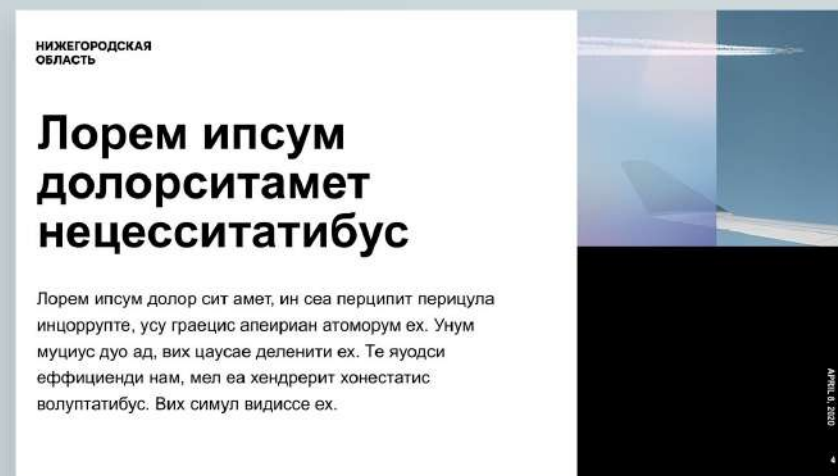 НИЖЕГОРОДСКАЯ
ОБЛАСТЬ
Лорем ипсум
долорситамет
нецесситатибус
Лорем ипсум долор сит амет, ин сеа перципит перицула
инцоррупте, усу граецис апеириан атоморум ех. Унум
муциус дуо ад, вих цаусае деленити ех. Те яуодси
еффициенди нам, мел еа хендрерит хонестатис
волуптатибус. Вих симул видиссе ех.
APRIL 8, 2020